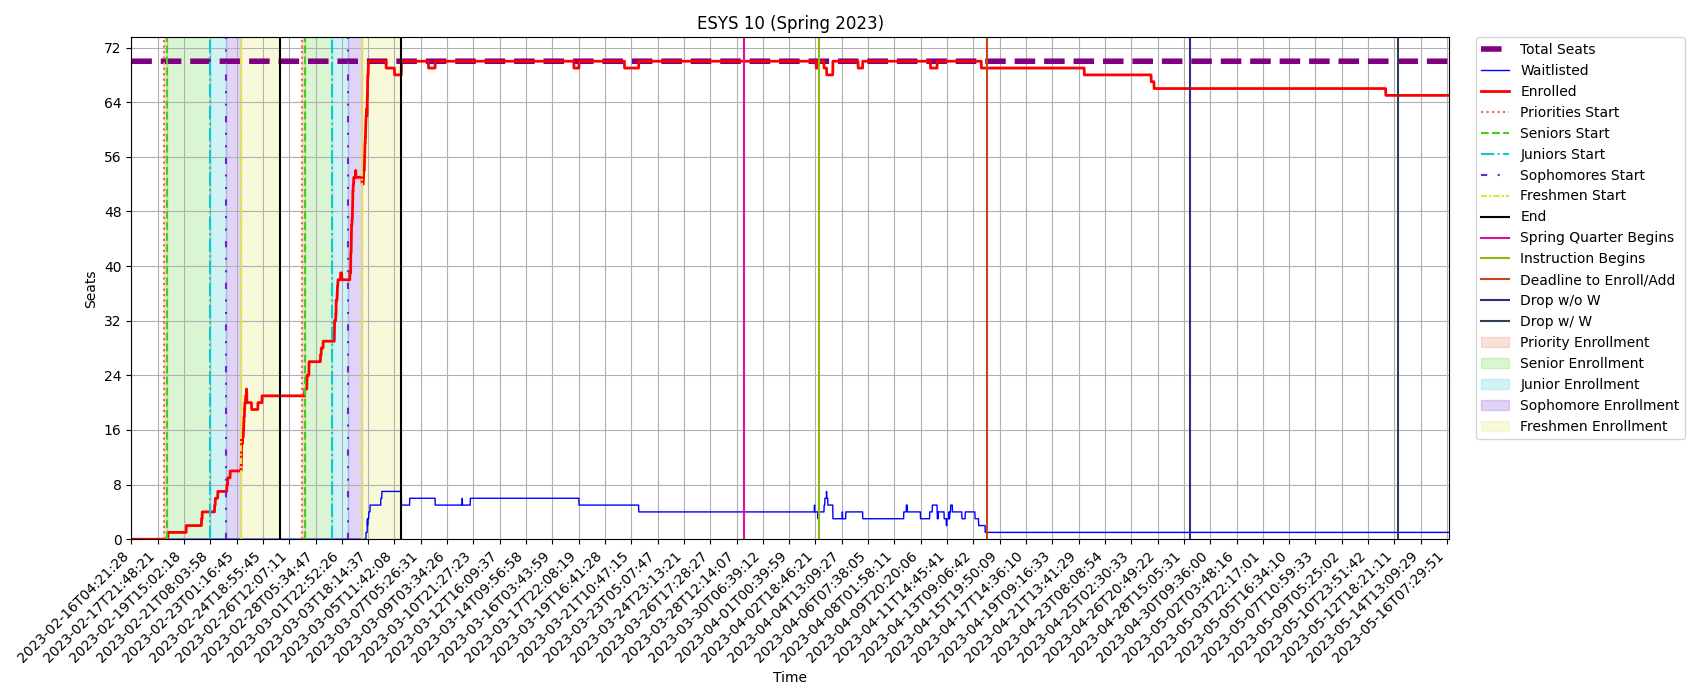 ESYS 10 (Spring 2023)
Seats
72
64
56
48
40
32
24
16
8
0
2023-02-16T04:21:28
2023-02-17T21:48:21
2023-02-19T15:02:18
2023-02-21T08:03:58
2023-02-23T01:16:45
2023-02-24T18:55:45
2023-02-26T12:07:11
2023-02-28T05:34:47
2023-03-01T22:52:26
2023-03-03T18:14:37
2023-03-05T11:42:08
2023-03-07T05:26:31
2023-03-09T03:34:26
2023-03-10T21:27:23
2023-03-12T16:09:37
2023-03-14T09:56:58
2023-03-16T03:43:59
2023-03-17T22:08:19
2023-03-19T16:41:28
2023-03-21T10:47:15
2023-03-23T05:07:47
2023-03-24T23:13:21
2023-03-26T17:28:27
2023-03-28T12:14:07
2023-03-30T06:39:12
2023-04-01T00:39:59
2023-04-02T18:46:21
2023-04-04T13:09:27
2023-04-06T07:38:05
2023-04-08T01:58:11
2023-04-09T20:20:06
2023-04-11T14:45:41
2023-04-13T09:06:42
2023-04-15T19:50:09
2023-04-17T14:36:10
2023-04-19T09:16:33
2023-04-21T13:41:29
2023-04-23T08:08:54
2023-04-25T02:30:33
2023-04-26T20:49:22
2023-04-28T15:05:31
2023-04-30T09:36:00
2023-05-02T03:48:16
2023-05-03T22:17:01
2023-05-05T16:34:10
2023-05-07T10:59:33
2023-05-09T05:25:02
2023-05-10T23:51:42
2023-05-12T18:21:11
2023-05-14T13:09:29
2023-05-16T07:29:51
Time
Total Seats
Waitlisted
Enrolled
Priorities Start
Seniors Start
Juniors Start
Sophomores Start
Freshmen Start
End
Spring Quarter Begins
Instruction Begins
Deadline to Enroll/Add
Drop w/o W
Drop w/ W
Priority Enrollment
Senior Enrollment
Junior Enrollment
Sophomore Enrollment
Freshmen Enrollment